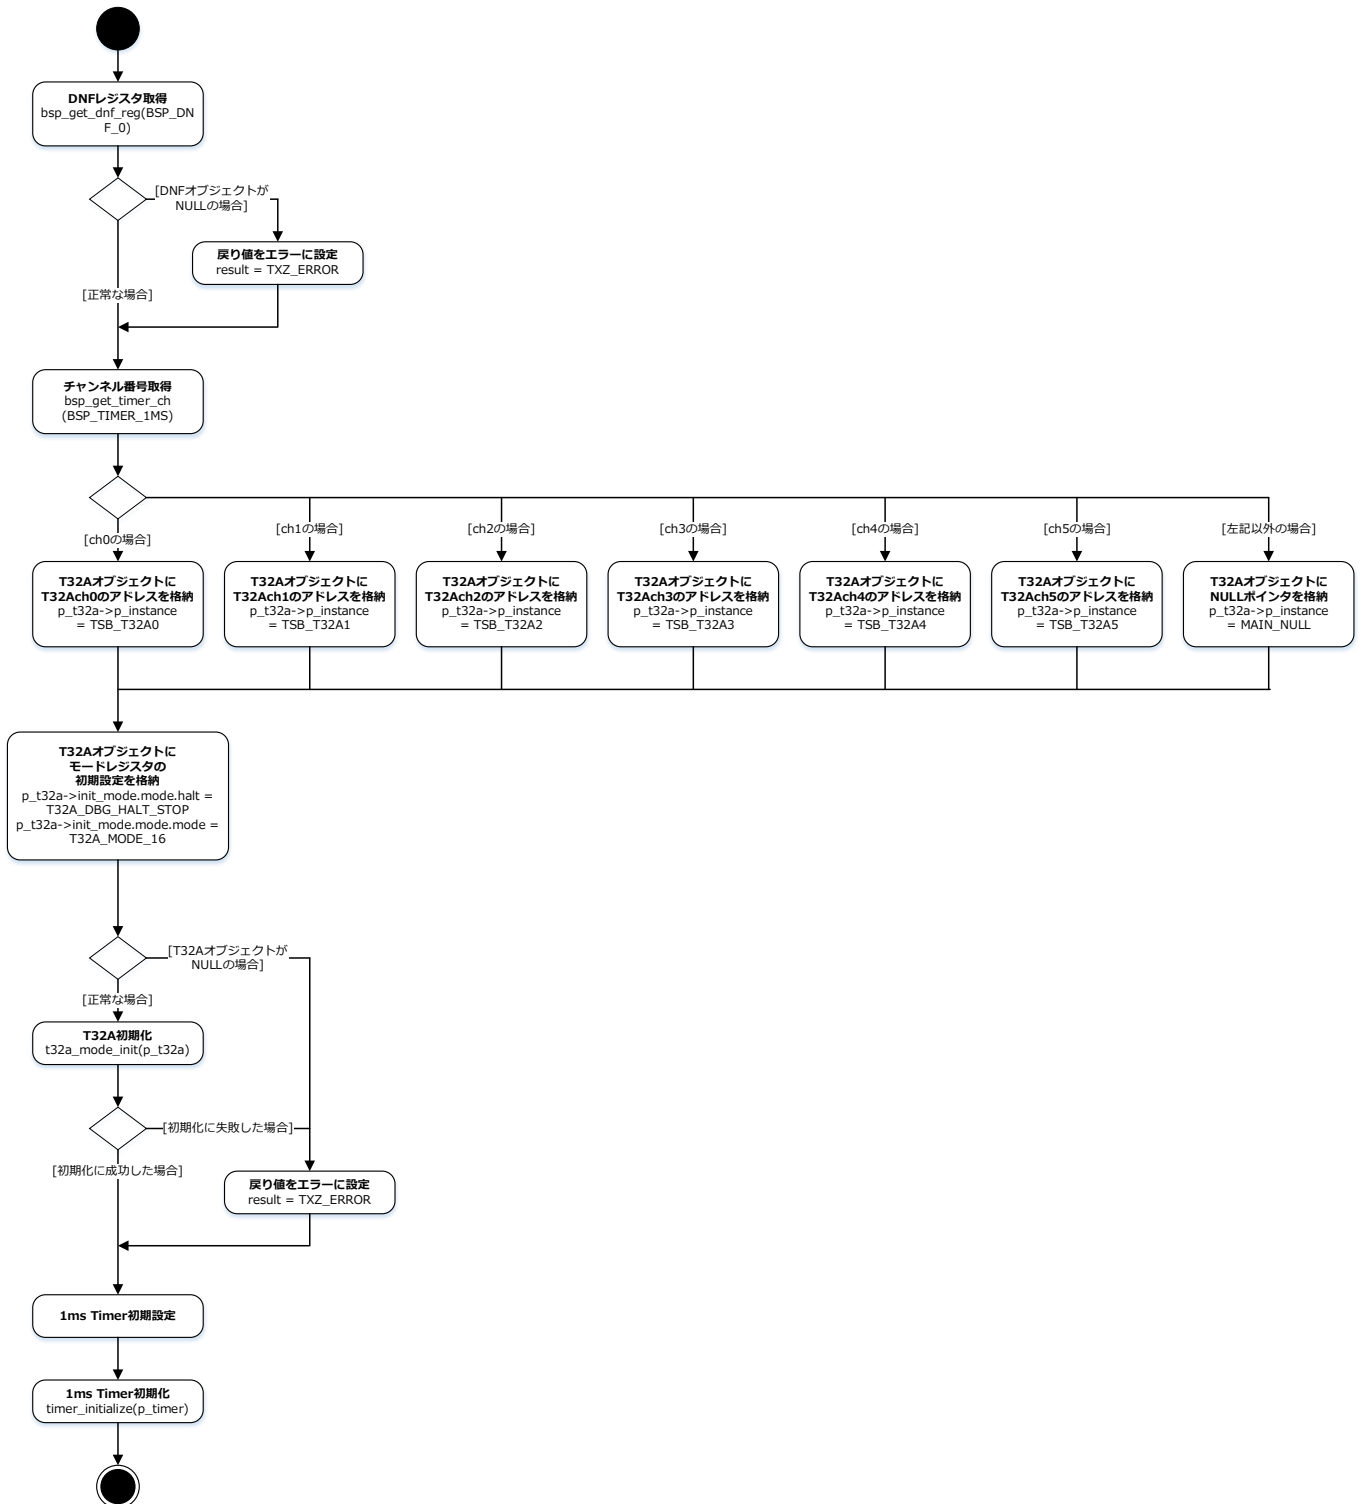 DNFレジスタ取得
bsp_get_dnf_reg(BSP_DN
F_0)
[DNFオブジェクトが
NULLの場合]
戻り値をエラーに設定
result = TXZ_ERROR
[正常な場合]
チャンネル番号取得
bsp_get_timer_ch
(BSP_TIMER_1MS)
[ch0の場合]
[ch1の場合]
[ch2の場合]
[ch3の場合]
[ch4の場合]
[ch5の場合]
[左記以外の場合]
T32Aオブジェクトに
T32Ach0のアドレスを格納
p_t32a->p_instance
= TSB_T32A0
T32Aオブジェクトに
T32Ach1のアドレスを格納
p_t32a->p_instance
= TSB_T32A1
T32Aオブジェクトに
T32Ach2のアドレスを格納
p_t32a->p_instance
= TSB_T32A2
T32Aオブジェクトに
T32Ach3のアドレスを格納
p_t32a->p_instance
= TSB_T32A3
T32Aオブジェクトに
T32Ach4のアドレスを格納
p_t32a->p_instance
= TSB_T32A4
T32Aオブジェクトに
T32Ach5のアドレスを格納
p_t32a->p_instance
= TSB_T32A5
T32Aオブジェクトに
NULLポインタを格納
p_t32a->p_instance
= MAIN_NULL
T32Aオブジェクトに
モードレジスタの
初期設定を格納
p_t32a->init_mode.mode.halt =
T32A_DBG_HALT_STOP
p_t32a->init_mode.mode.mode =
T32A_MODE_16
[T32Aオブジェクトが
NULLの場合]
[正常な場合]
T32A初期化
t32a_mode_init(p_t32a)
[初期化に失敗した場合]
[初期化に成功した場合]
戻り値をエラーに設定
result = TXZ_ERROR
1ms Timer初期設定
1ms Timer初期化
timer_initialize(p_timer)